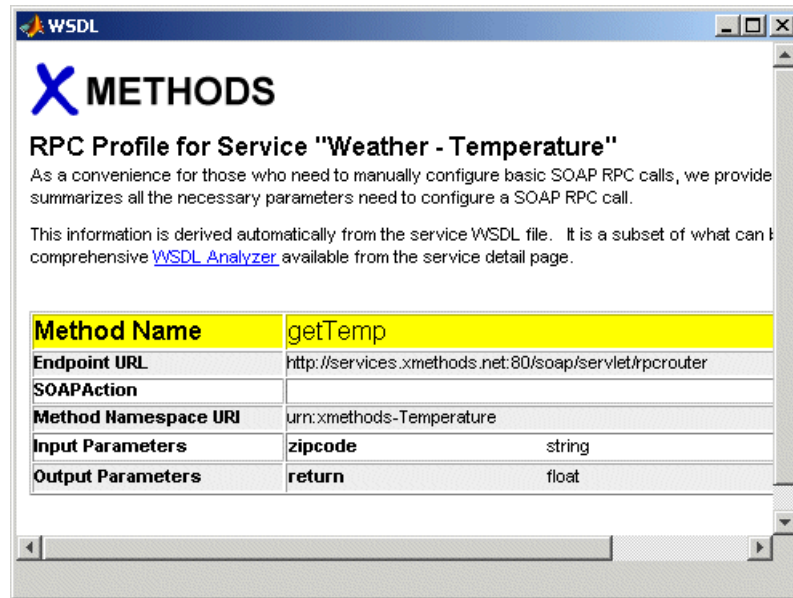 WSDL
X METHODS
RPC Profile for Service "Weather - Temperature"
As a convenience for those who need to manually configure basic SOAP RPC calls, we provide
summarizes all the necessary parameters need to configure a SOAP RPC call.
This information is derived automatically from the service WSDL file. It is a subset of what can
comprehensive WSDL Analyzer available from the service detail page.
Method Name getTemp
Endpoint URL http://services.xmethods.net:80/soap/servlet/rpcrouter
SOAPAction
Method Namespace URI urn:xmethods-Temperature
Input Parameters zipcode string
Output Parameters return float